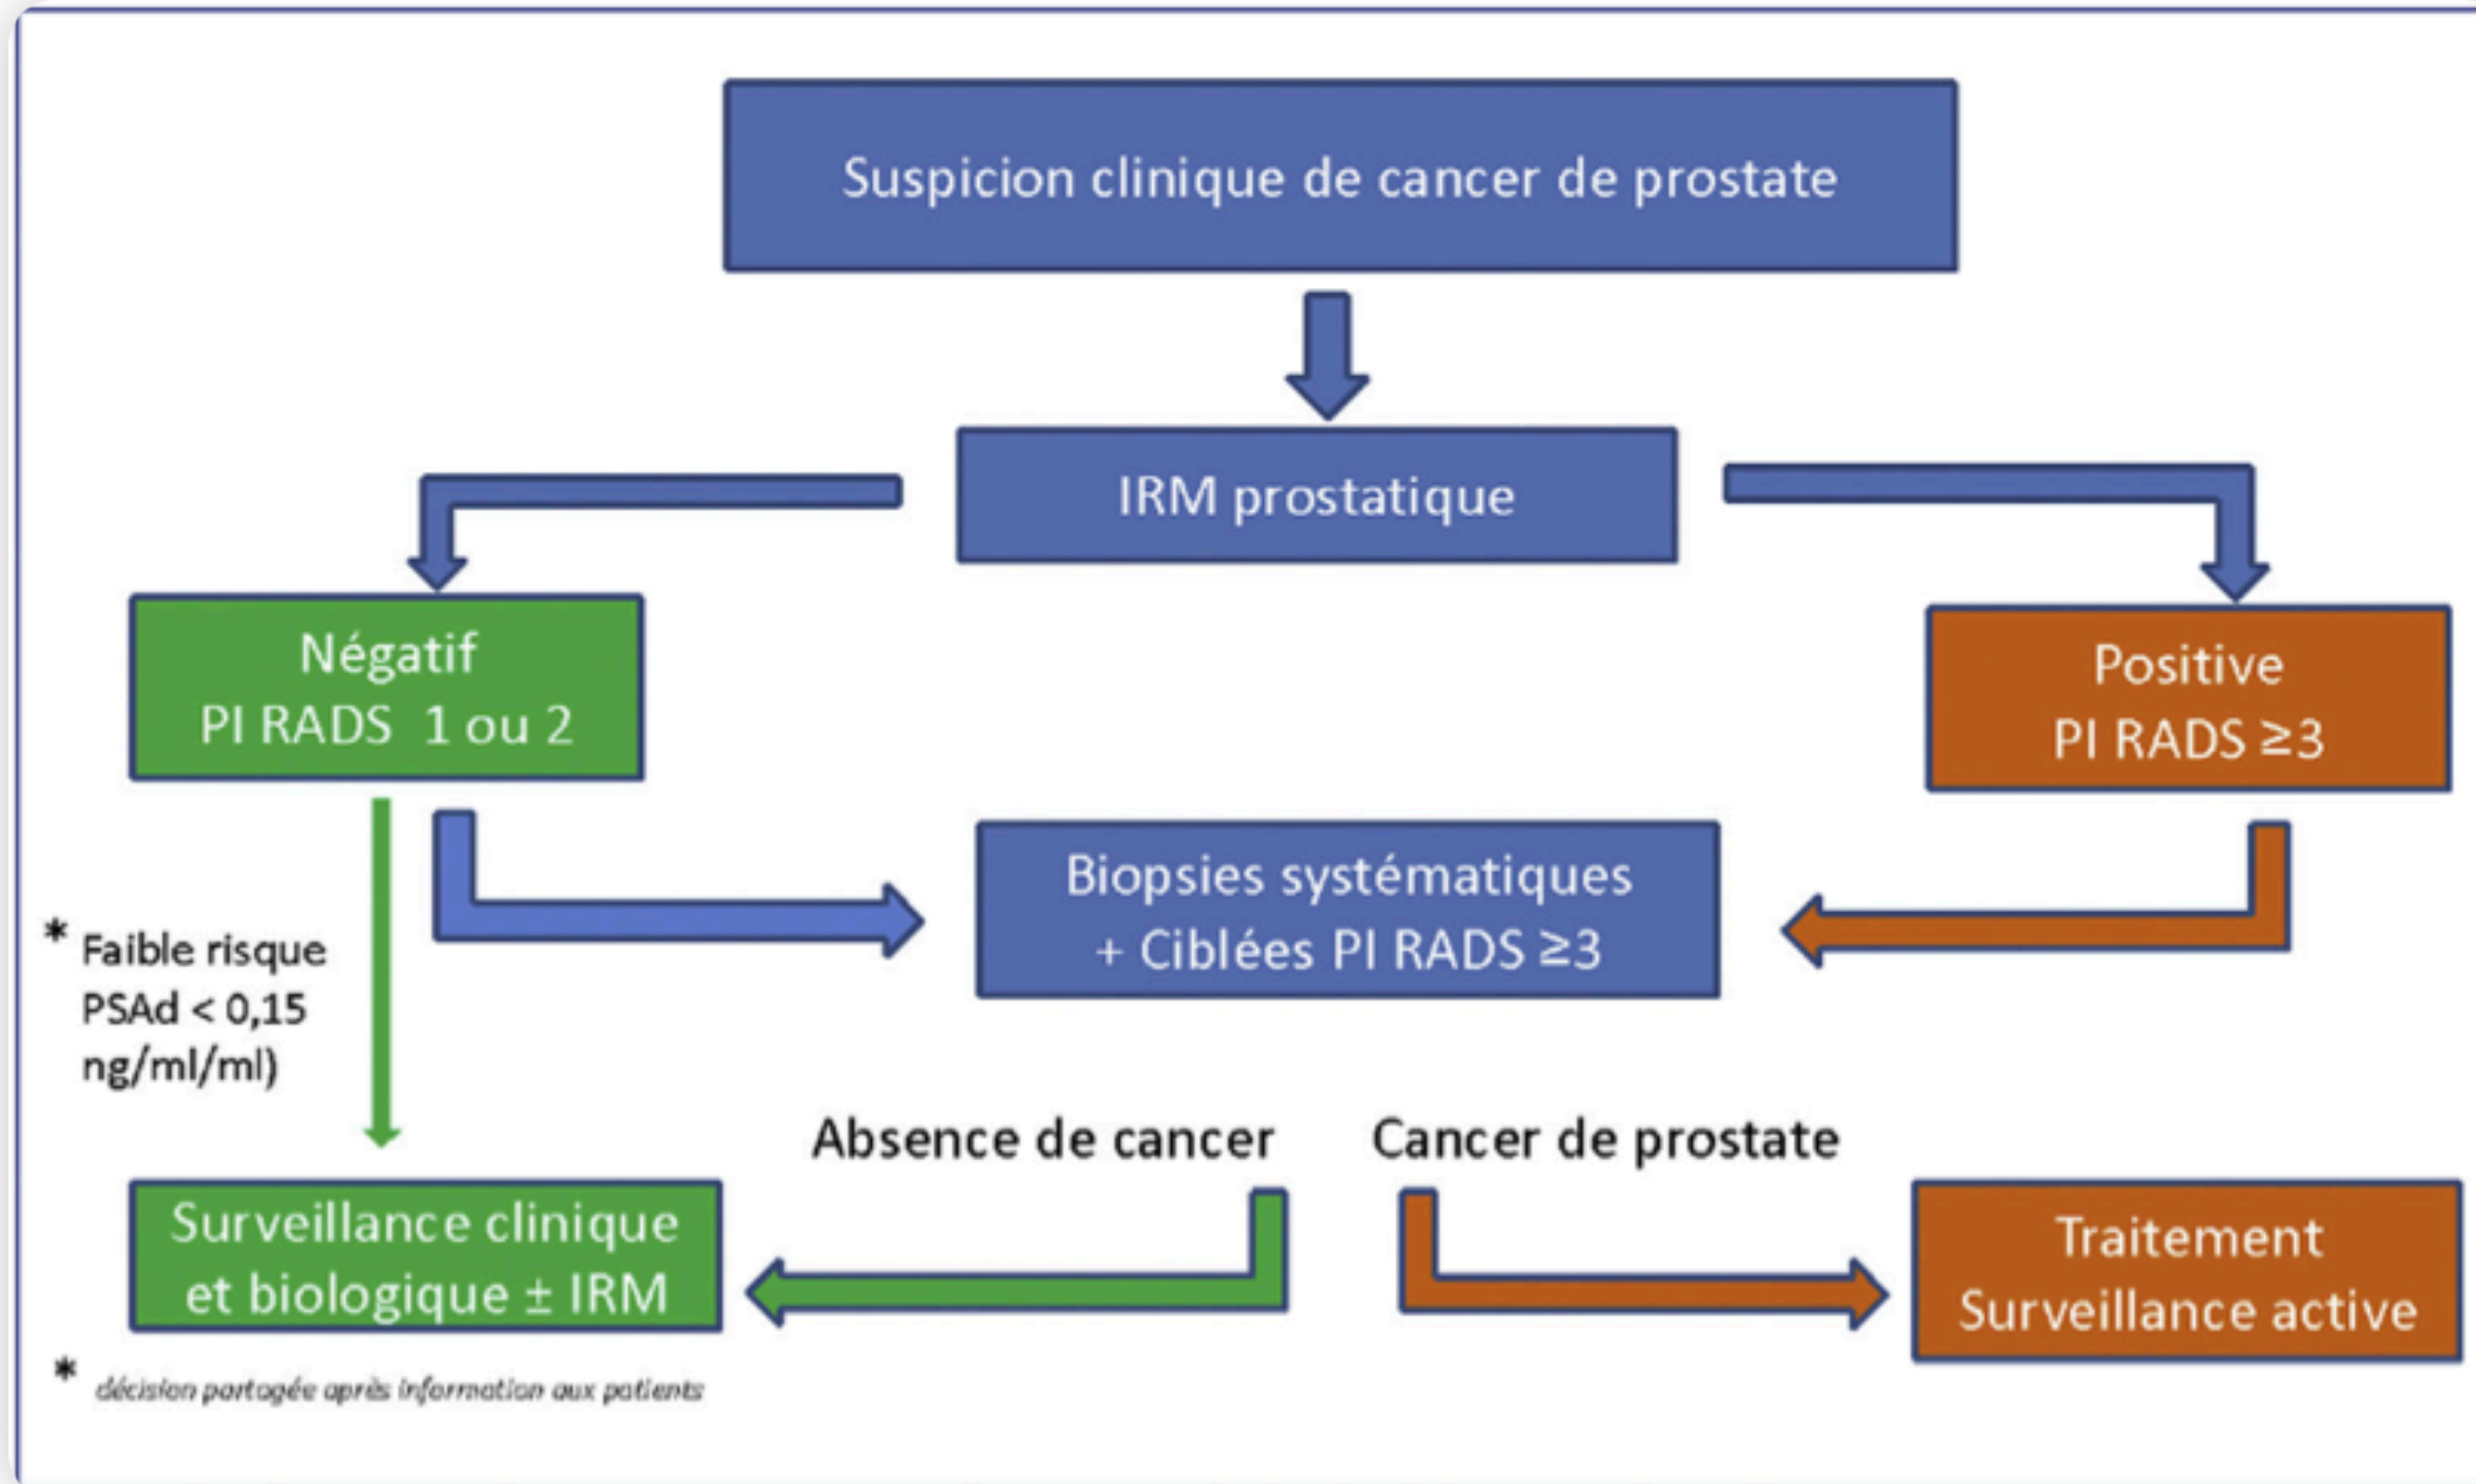 Suspicion clinique de cancer de prostate
IRM prostatique
Négatif
PI RADS 1 ou 2
Positive
PI RADS ≥3
Biopsies systématiques
+ Ciblées PI RADS ≥3
* Faible risque
PSAd < 0,15
ng/ml/ml)
Absence de cancer
Cancer de prostate
Surveillance clinique
et biologique ± IRM
Traitement
Surveillance active
* décision partagée après information aux patients